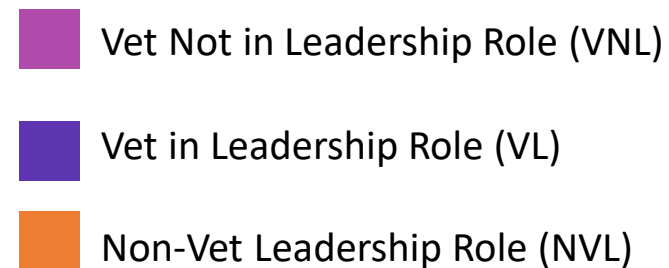 Vet Not in Leadership Role (VNL)
Vet in Leadership Role (VL)
Non-Vet Leadership Role (NVL)